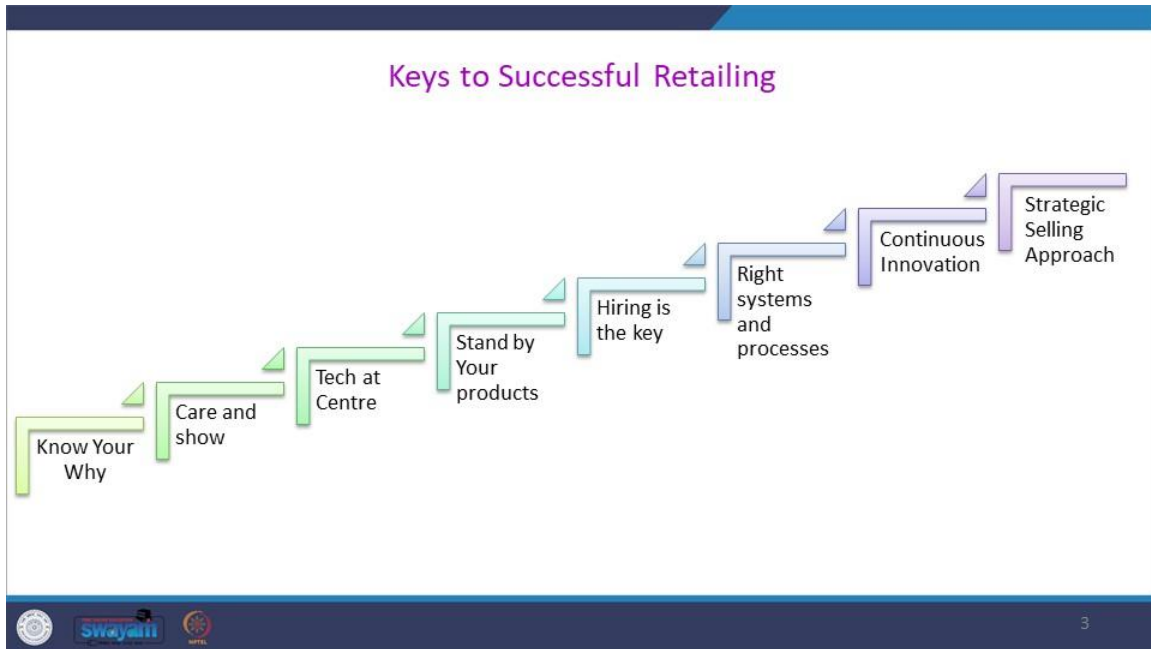 Keys to Successful Retailing
Know Your
Why
Care and
show
Tech at
Centre
Stand by
Your
products
Hiring is
the key
Right
systems
and
processes
Continuous
Innovation
Strategic
Selling
Approach
swayam
NPTEL
3